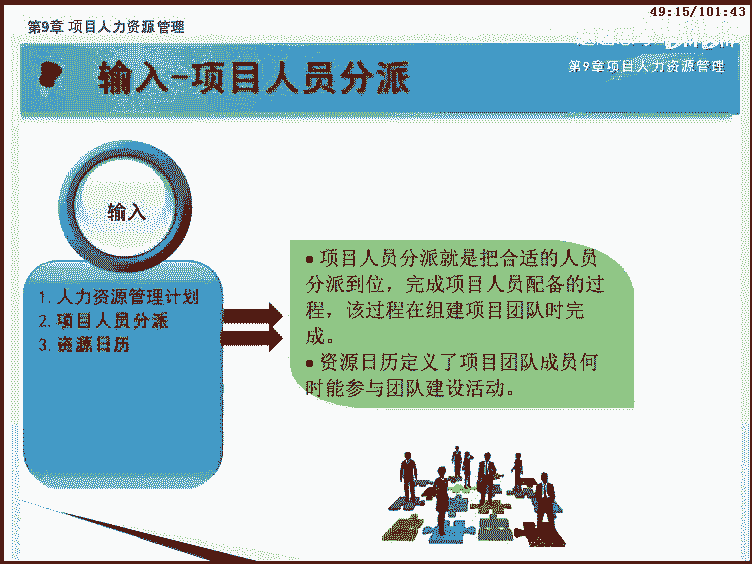 49:15/101:43
第9章 项目人力资源管理
输入-项目人员分派
第9章项目人力资源管理
输入
1. 人力资源管理计划
2. 项目人员分派
3. 资源日历
● 项目人员分派就是把合适的人员
分派到位，完成项目人员配备的过
程，该过程在组建项目团队时完
成。
● 资源日历定义了项目团队成员何
时能参与团队建设活动。